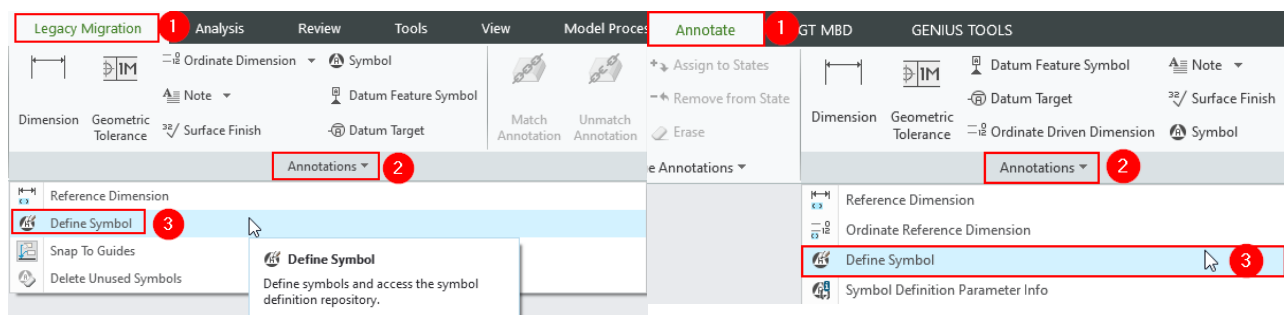 Legacy Migration 1 Analysis Review Tools View Model Proces
Ordinate Dimension Symbol
1M
Note Datum Feature Symbol
Dimension Geometric Tolerance Surface Finish Datum Target Match Annotation Unmatch Annotation
Annotations 2
Reference Dimension
Define Symbol 3
Snap To Guides
Delete Unused Symbols
Define Symbol
Define symbols and access the symbol
definition repository.
Annotate 1 GT MBD GENIUS TOOLS
Assign to States
Remove from State
Erase
e Annotations
1M
Dimension Geometric Tolerance
Datum Feature Symbol Note
Datum Target 32 Surface Finish
Ordinate Driven Dimension Symbol
Annotations 2
Reference Dimension
Ordinate Reference Dimension
Define Symbol 3
Symbol Definition Parameter Info